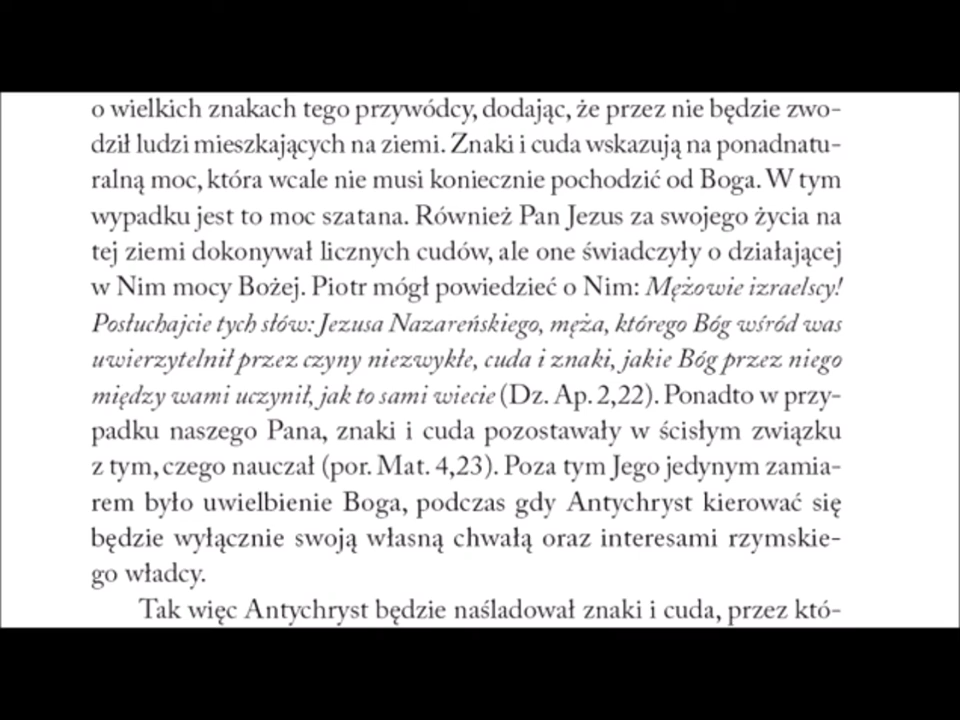 o wielkich znakach tego przywódcy, dodając, że przez nie będzie zwo-
dził ludzi mieszkających na ziemi. Znaki i cuda wskazują na ponadnatu-
ralną moc, która wcale nie musi koniecznie pochodzić od Boga. W tym
wypadku jest to moc szatana. Również Pan Jezus za swojego życia na
tej ziemi dokonywał licznych cudów, ale one świadczyły o działającej
w Nim mocy Bożej. Piotr mógł powiedzieć o Nim: Mężowie izraelscy!
Posłuchajcie tych słów: Jezusa Nazareńskiego, męża, którego Bóg wśród was
uwierzytelnił przez czyny niezwykłe, cuda i znaki, jakie Bóg przez niego
między wami uczynił, jak to sami wiecie (Dz. Ap. 2,22). Ponadto w przy-
padku naszego Pana, znaki i cuda pozostawały w ścisłym związku
z tym, czego nauczał (por. Mat. 4,23). Poza tym Jego jedynym zamia-
rem było uwielbienie Boga, podczas gdy Antychryst kierować się
będzie wyłącznie swoją własną chwałą oraz interesami rzymskie-
go władcy.
Tak więc Antychryst będzie naśladował znaki i cuda, przez któ-